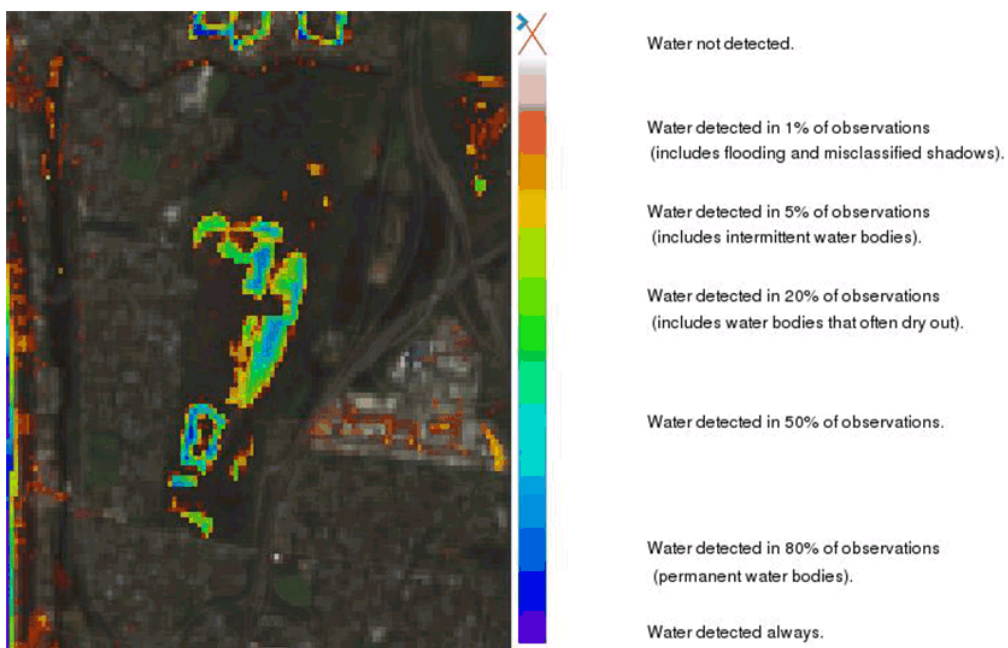 Water not detected.
Water detected in 1% of observations
(includes flooding and misclassified shadows).
Water detected in 5% of observations
(includes intermittent water bodies).
Water detected in 20% of observations
(includes water bodies that often dry out).
Water detected in 50% of observations.
Water detected in 80% of observations
(permanent water bodies).
Water detected always.